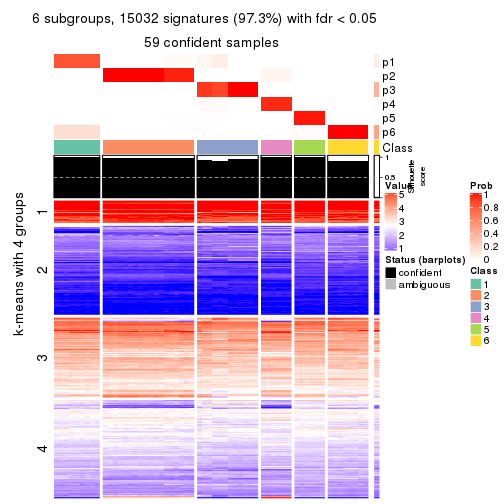 6 subgroups, 15032 signatures (97.3%) with fdr < 0.05
59 confident samples
p1
p2
p3
p4
p5
p6
Class
1
0.5
0
Silhouette
score
k-means with 4 groups
1
2
3
4
Value
5
4
3
2
1
Status (barplots)
confident
ambiguous
Prob
1
0.8
0.6
0.4
0.2
0
Class
1
2
3
4
5
6